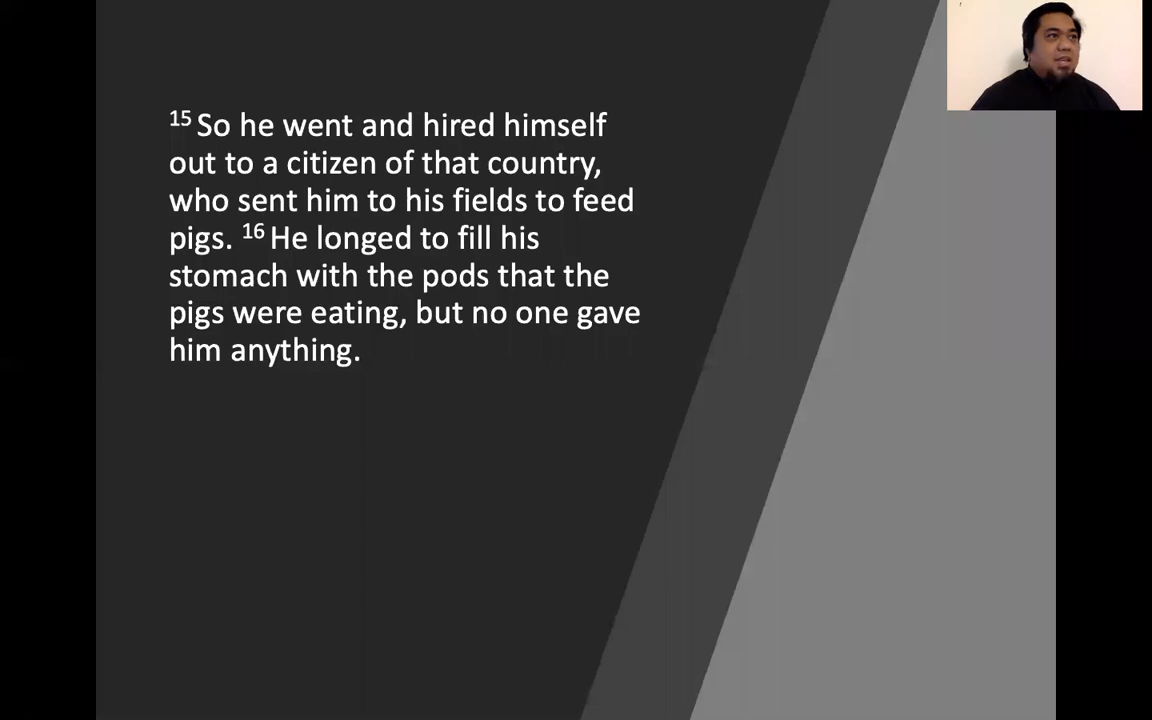 15 So he went and hired himself
out to a citizen of that country,
who sent him to his fields to feed
pigs. 16 He longed to fill his
stomach with the pods that the
pigs were eating, but no one gave
him anything.